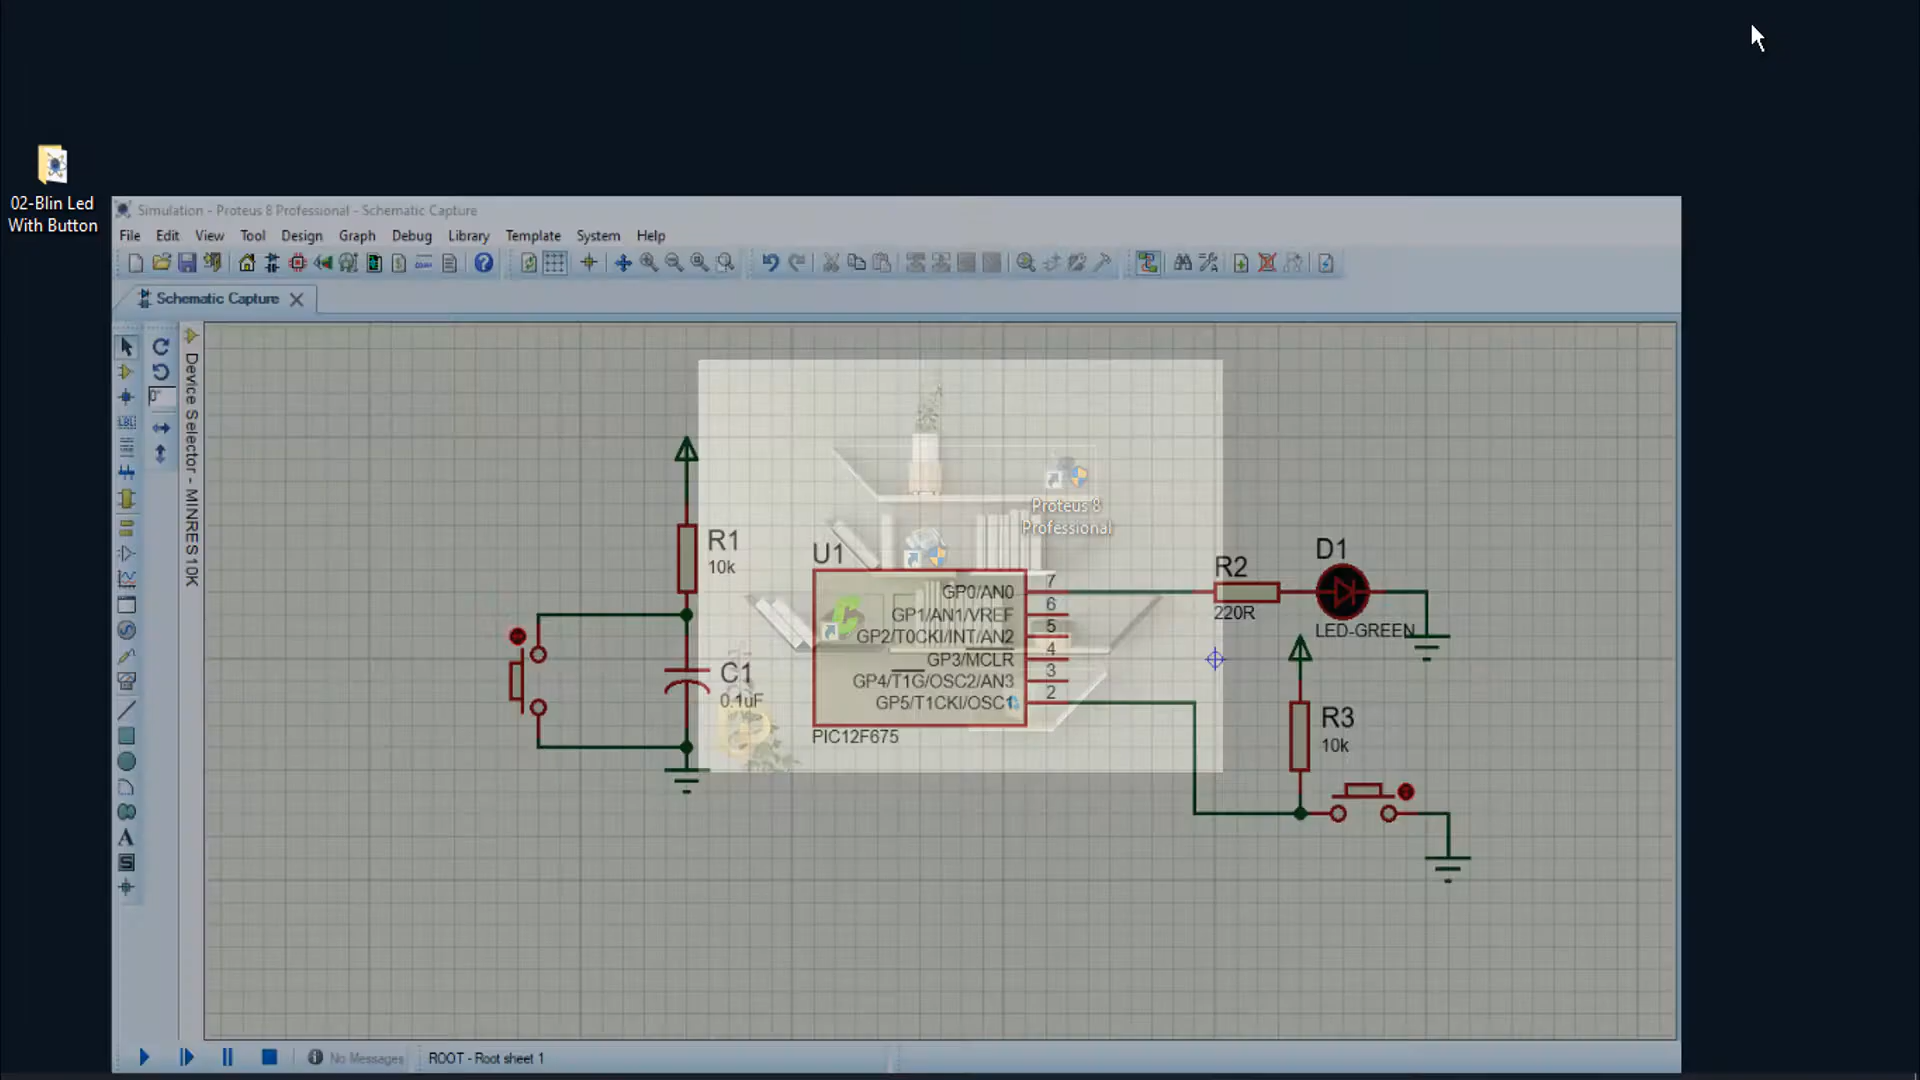 02-Blin Led
With Button
Simulation - Proteus 8 Professional - Schematic Capture
File Edit View Tool Design Graph Debug Library Template System Help
Schematic Capture
0°
Device Selector - MINRES10K
Proteus 8
Professional
R1
10k
C1
0.1uF
U1
GP0/AN0
GP1/AN1/VREF
GP2/T0CKI/INT/AN2
GP3/MCLR
GP4/T1G/OSC2/AN3
GP5/T1CKI/OSC1
7
6
5
4
3
2
PIC12F675
R2
220R
D1
LED-GREEN
R3
10k
No Messages
ROOT - Root sheet 1